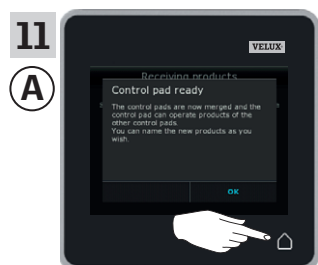 11
A
VELUX
Receiving products
Control pad ready
The control pads are now merged and the
control pad can operate products of the
other control pads.
You can name the new products as you
wish.
OK